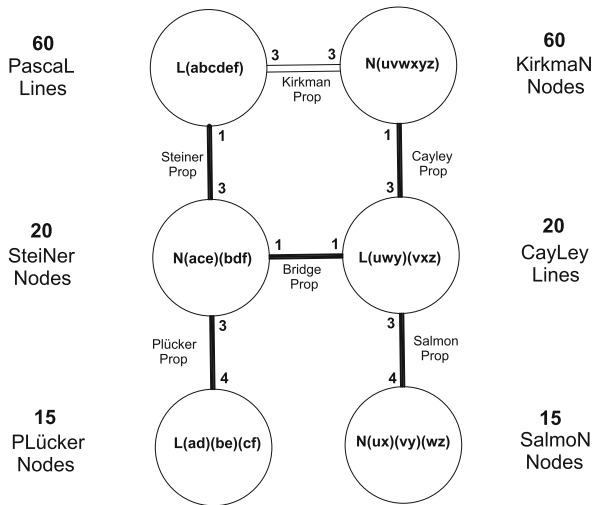 60
PascaL
Lines
L(abcdef)
3 3
Kirkman
Prop
N(uvwxyz)
60
KirkmaN
Nodes
1
Steiner
Prop
3
1
Cayley
Prop
3
20
SteiNer
Nodes
N(ace)(bdf)
1 1
Bridge
Prop
L(uwy)(vxz)
20
CayLey
Lines
3
Plücker
Prop
4
3
Salmon
Prop
4
15
PLücker
Nodes
L(ad)(be)(cf)
N(ux)(vy)(wz)
15
SalmoN
Nodes